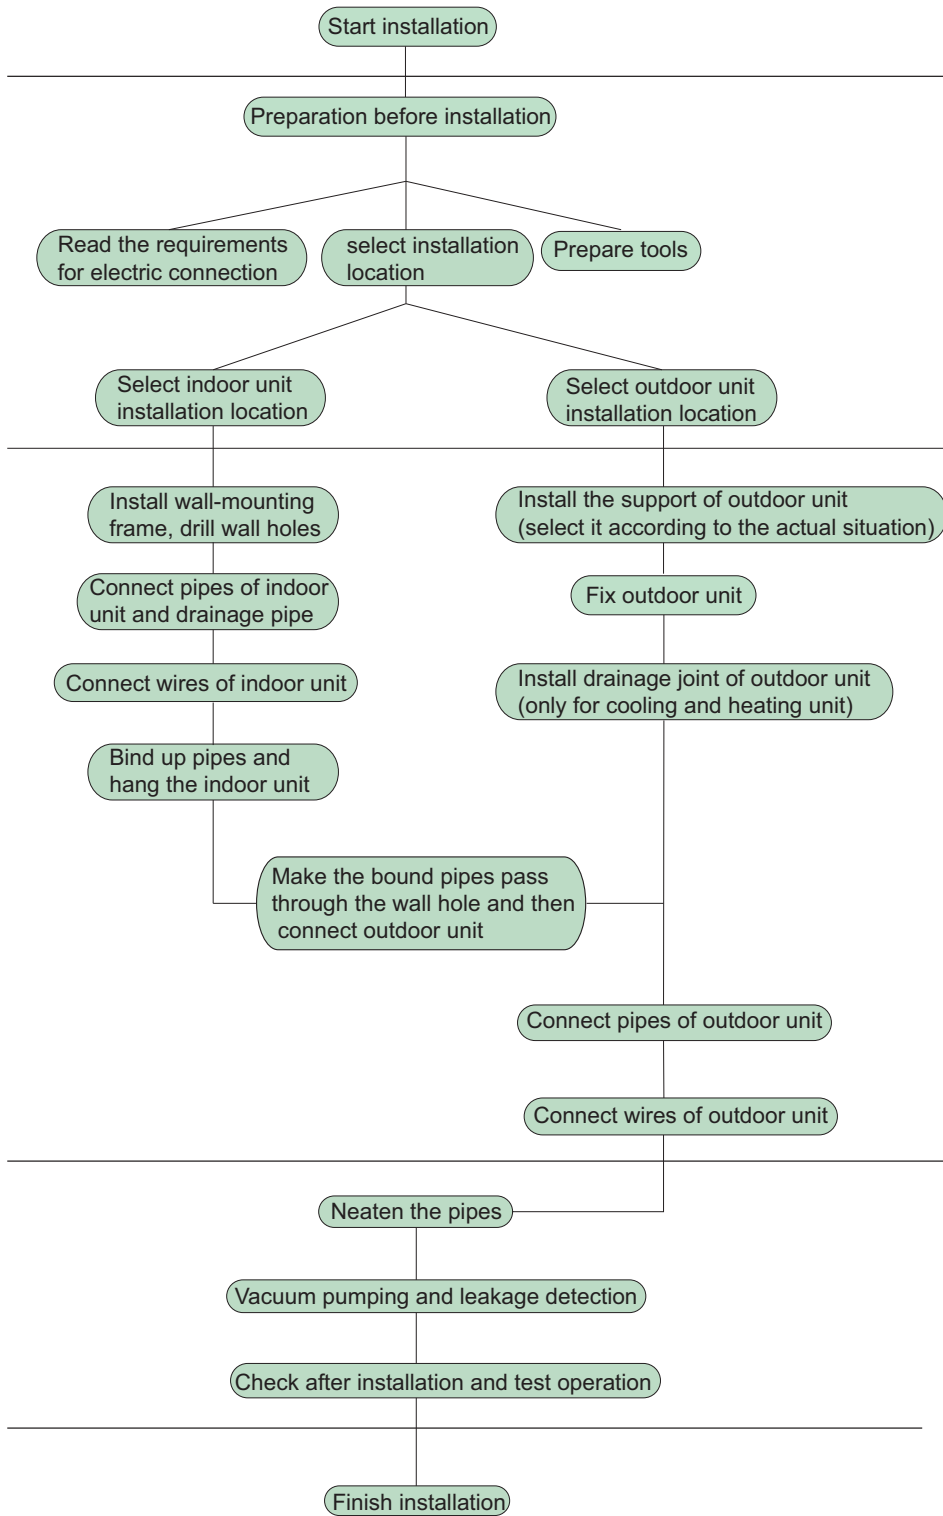 Start installation
Preparation before installation
Read the requirements
for electric connection
select installation
location
Prepare tools
Select indoor unit
installation location
Select outdoor unit
installation location
Install wall-mounting
frame, drill wall holes
Install the support of outdoor unit
(select it according to the actual situation)
Connect pipes of indoor
unit and drainage pipe
Fix outdoor unit
Connect wires of indoor unit
Install drainage joint of outdoor unit
(only for cooling and heating unit)
Bind up pipes and
hang the indoor unit
Make the bound pipes pass
through the wall hole and then
connect outdoor unit
Connect pipes of outdoor unit
Connect wires of outdoor unit
Neaten the pipes
Vacuum pumping and leakage detection
Check after installation and test operation
Finish installation